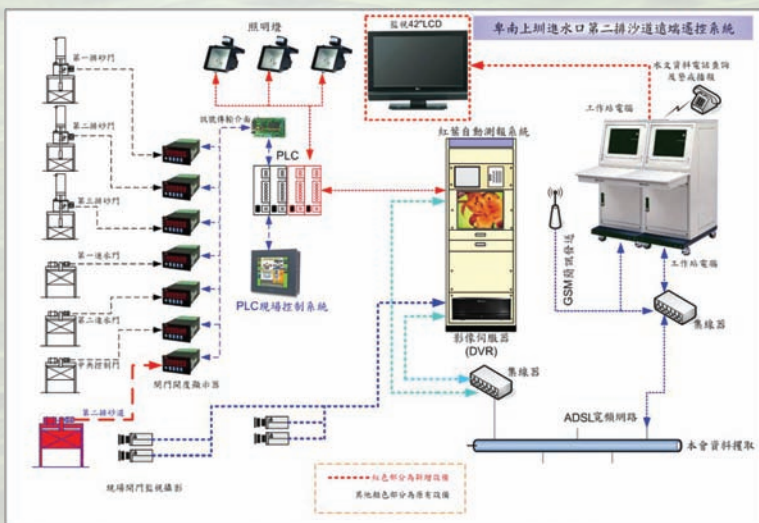 卑南上圳進水口第二排沙道遠端遙控系統
照明燈
監視42"LCD
水文資料電話查詢
及警戒播報
第一排砂門
訊號傳輸介面
工作站電腦
紅葉自動測報系統
PLC
第二排砂門
第三排砂門
第一進水門
GSM簡訊發送
工作站電腦
PLC現場控制系統
第二進水門
集線器
影像伺服器
(DVR)
中央控制門
閘門開度顯示器
集線器
第二排砂道
ADSL寬頻網路
本會資料擷取
現場閘門監視攝影
紅色部分為新增設備
其他顏色部分為原有設備